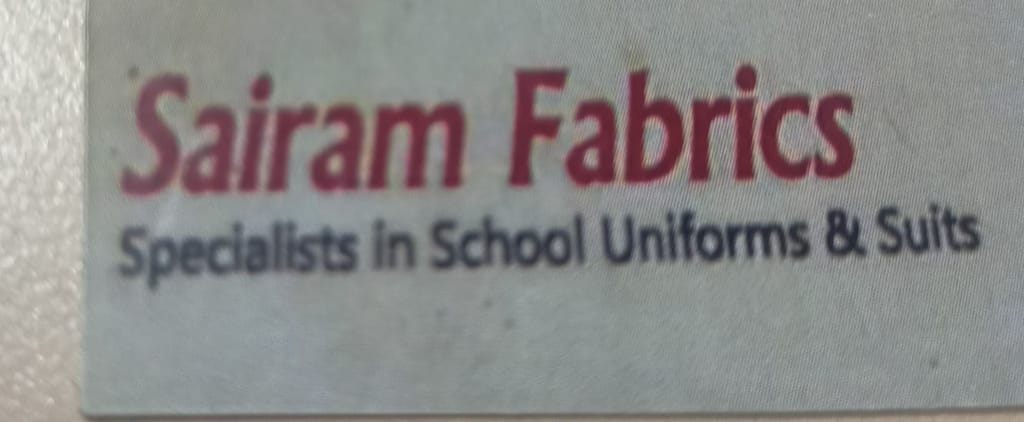 Sairam Fabrics
Specialists in School Uniforms & Suits